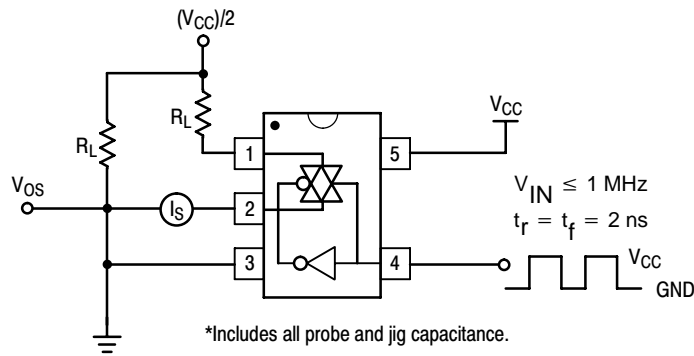 (VCC)/2
RL
RL
VCC
1
5
VOS
IS
2
VIN ≤ 1 MHz
tr = tf = 2 ns
3
4
VCC
GND
*Includes all probe and jig capacitance.